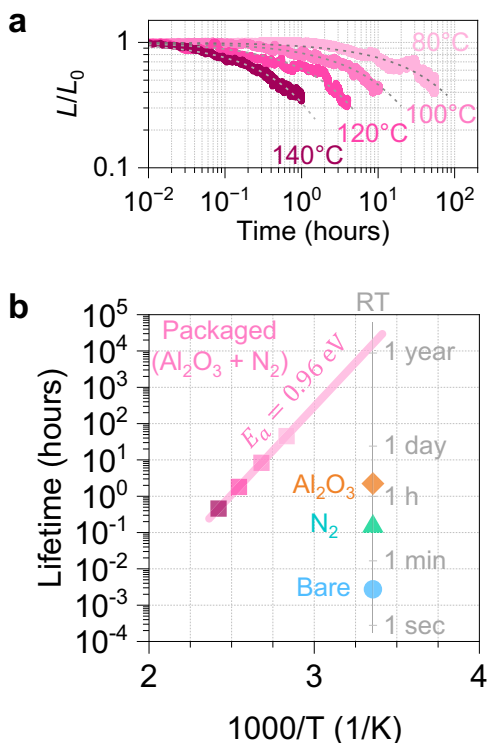 a
L/L₀
1
0.1
80°C
100°C
120°C
140°C
10⁻² 10⁻¹ 10⁰ 10¹ 10²
Time (hours)
b
Lifetime (hours)
10⁵
10⁴
10³
10²
10¹
10⁰
10⁻¹
10⁻²
10⁻³
10⁻⁴
RT
Packaged
(Al₂O₃ + N₂)
Eₐ = 0.96 eV
1 year
1 day
Al₂O₃
1 h
N₂
1 min
Bare
1 sec
2 3 4
1000/T (1/K)